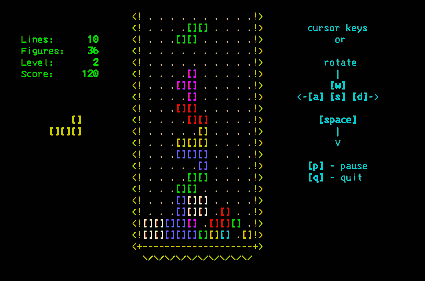 Lines: 10
Figures: 36
Level: 2
Score: 120
cursor keys
or
rotate
|
[w]
<-[a] [s] [d]->
[space]
|
v
[p] - pause
[q] - quit